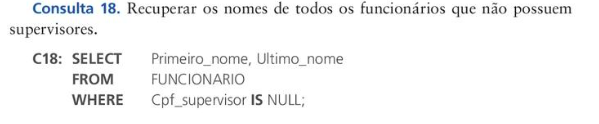 Consulta 18. Recuperar os nomes de todos os funcionários que não possuem
supervisores.
C18: SELECT Primeiro_nome, Ultimo_nome
FROM FUNCIONARIO
WHERE Cpf_supervisor IS NULL;